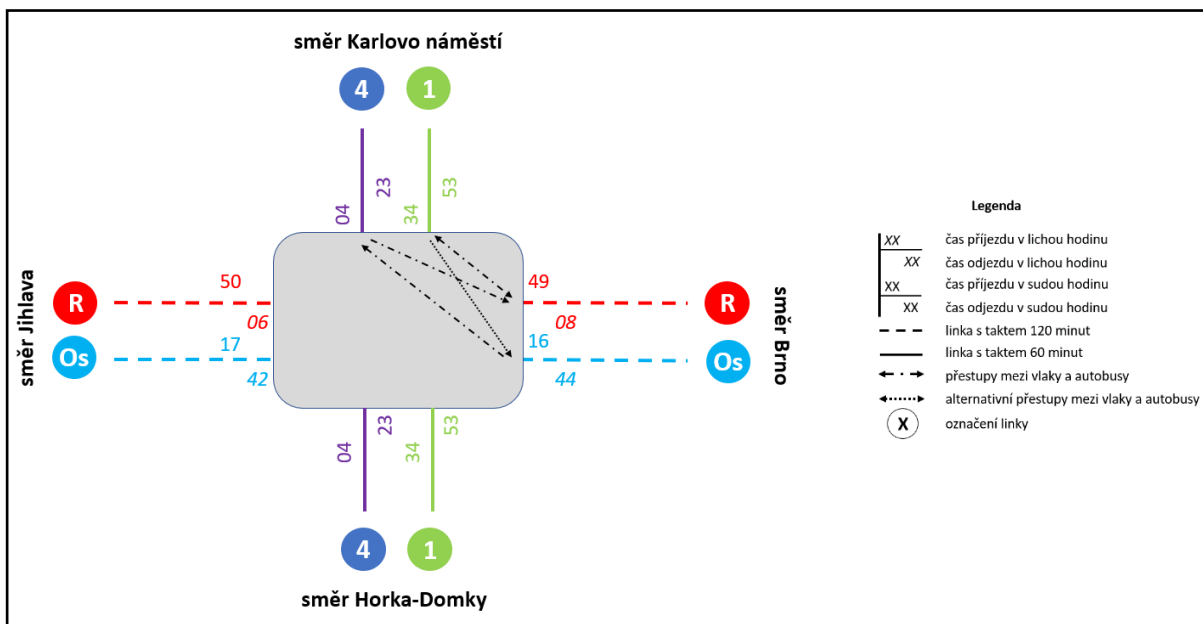 směr Karlovo náměstí
4 1
04 23 34 53
směr Jihlava
R 50 49 R
06 08
Os 17 16 Os
42 44
směr Brno
04 23 34 53
4 1
směr Horka-Domky
Legenda
XX čas příjezdu v lichou hodinu
XX čas odjezdu v lichou hodinu
XX čas příjezdu v sudou hodinu
XX čas odjezdu v sudou hodinu
linka s taktem 120 minut
linka s taktem 60 minut
přestupy mezi vlaky a autobusy
alternativní přestupy mezi vlaky a autobusy
X označení linky